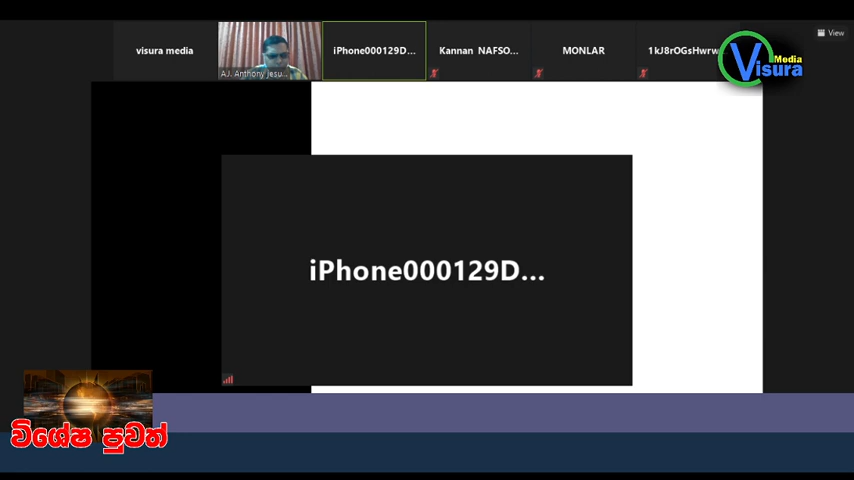 visura media
A.J. Anthony Jesu...
iPhone000129D...
Kannan NAFSO...
MONLAR
1kJ8rOGsHwrw
View
Visura
Media
iPhone000129D...
විශේෂ පුවත්